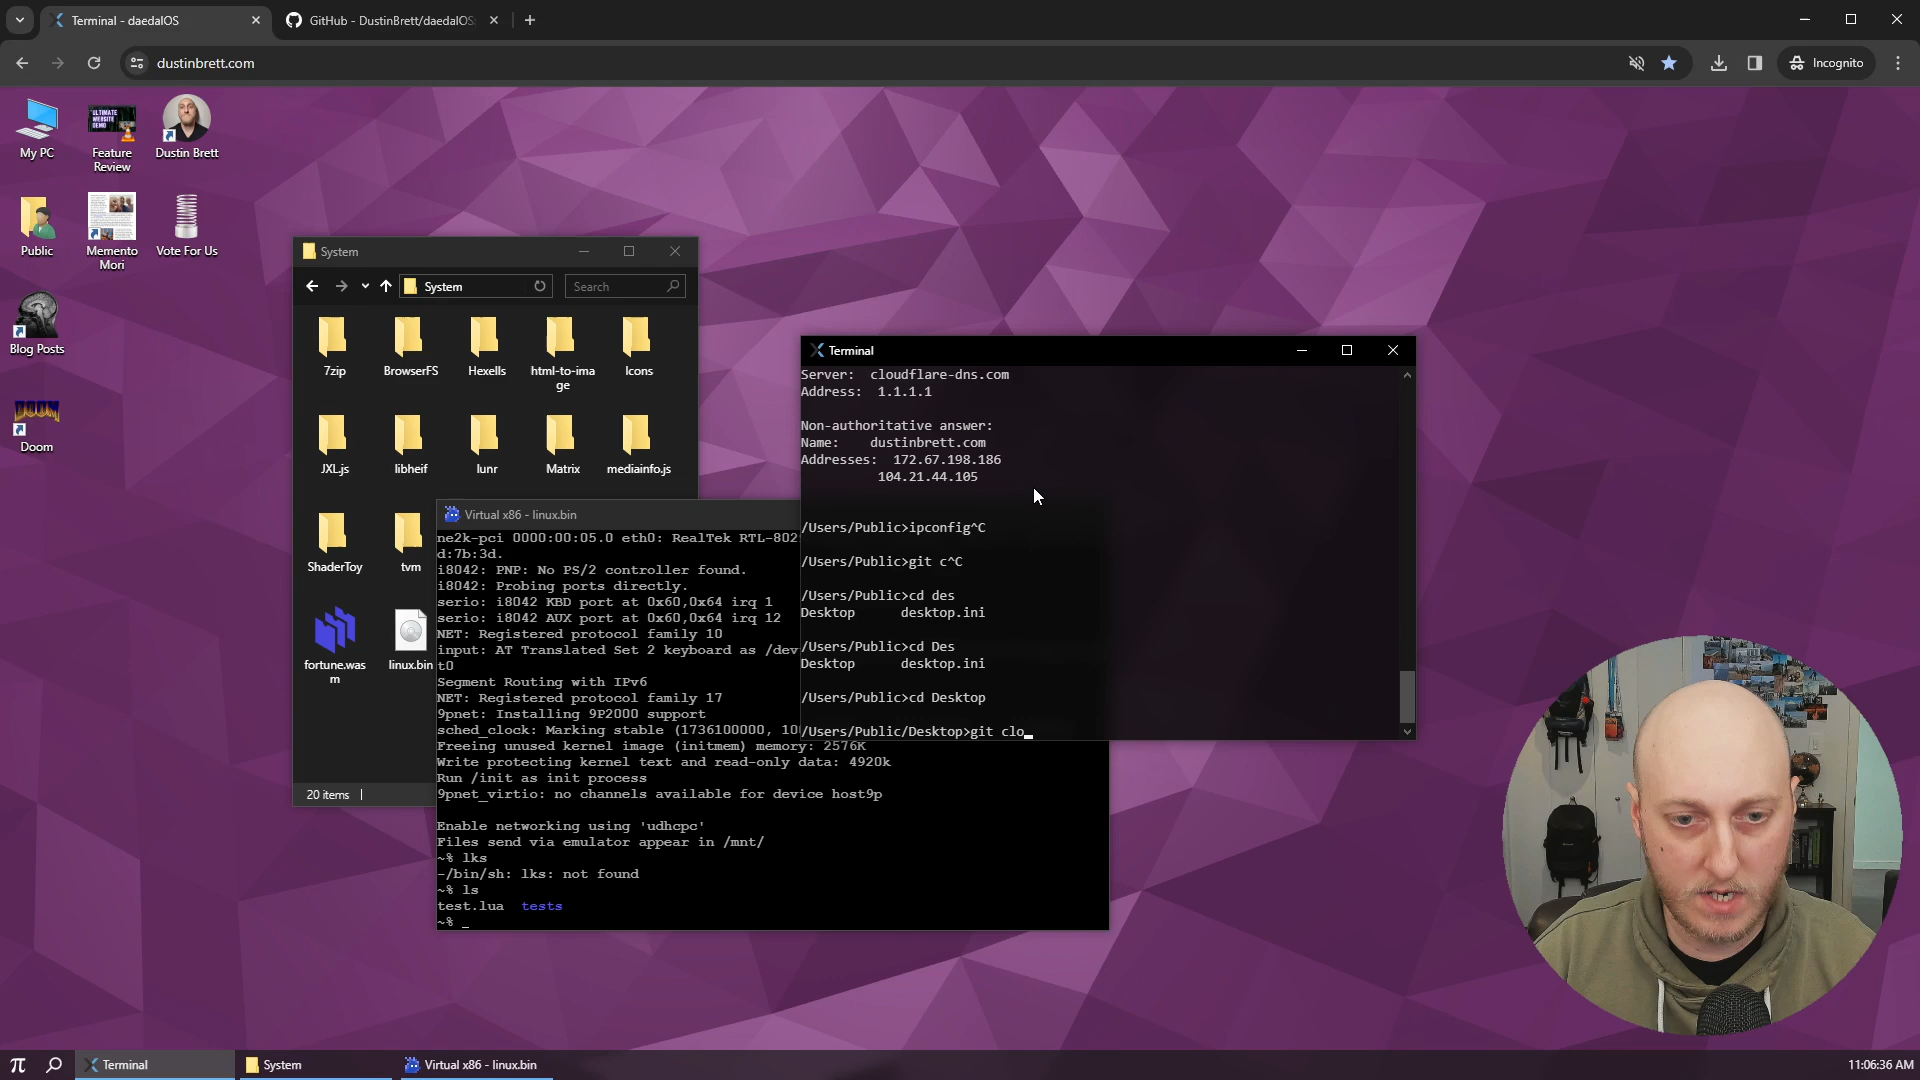 Terminal - daedalOS
GitHub - DustinBrett/daedalOS:
dustinbrett.com
Incognito
My PC
Feature
Review
Dustin Brett
Public
Memento
Mori
Vote For Us
Blog Posts
DOOM
Doom
System
System
Search
7zip
BrowserFS
Hexells
html-to-ima
ge
Icons
JXL.js
libheif
lunr
Matrix
mediainfo.js
ShaderToy
tvm
fortune.was
m
linux.bin
20 items
Virtual x86 - linux.bin
ne2k-pci 0000:00:05.0 eth0: RealTek RTL-802
d:7b:3d.
i8042: PNP: No PS/2 controller found.
i8042: Probing ports directly.
serio: i8042 KBD port at 0x60,0x64 irq 1
serio: i8042 AUX port at 0x60,0x64 irq 12
NET: Registered protocol family 10
input: AT Translated Set 2 keyboard as /dev
t0
Segment Routing with IPv6
NET: Registered protocol family 17
9pnet: Installing 9P2000 support
sched_clock: Marking stable (1736100000, 10
Freeing unused kernel image (initmem) memory: 2576K
Write protecting kernel text and read-only data: 4920k
Run /init as init process
9pnet_virtio: no channels available for device host9p
Enable networking using 'udhcpc'
Files send via emulator appear in /mnt/
~% lks
-/bin/sh: lks: not found
~% ls
test.lua tests
~% _
Terminal
Server: cloudflare-dns.com
Address: 1.1.1.1
Non-authoritative answer:
Name: dustinbrett.com
Addresses: 172.67.198.186
104.21.44.105
/Users/Public>ipconfig^C
/Users/Public>git c^C
/Users/Public>cd des
Desktop desktop.ini
/Users/Public>cd Des
Desktop desktop.ini
/Users/Public>cd Desktop
/Users/Public/Desktop>git clo_
Terminal
System
Virtual x86 - linux.bin
11:06:36 AM